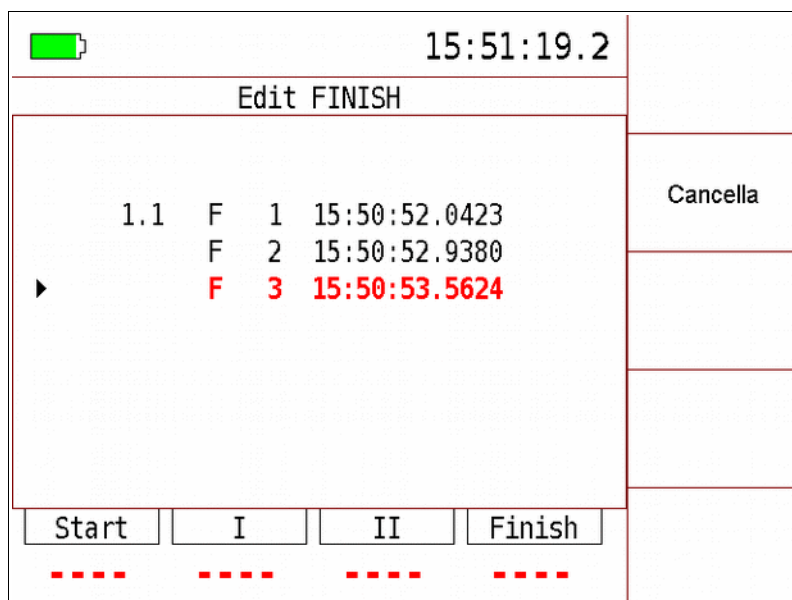 15:51:19.2
Edit FINISH
Cancella
1.1 F 1 15:50:52.0423
F 2 15:50:52.9380
F 3 15:50:53.5624
Start I II Finish
---- ---- ---- ----